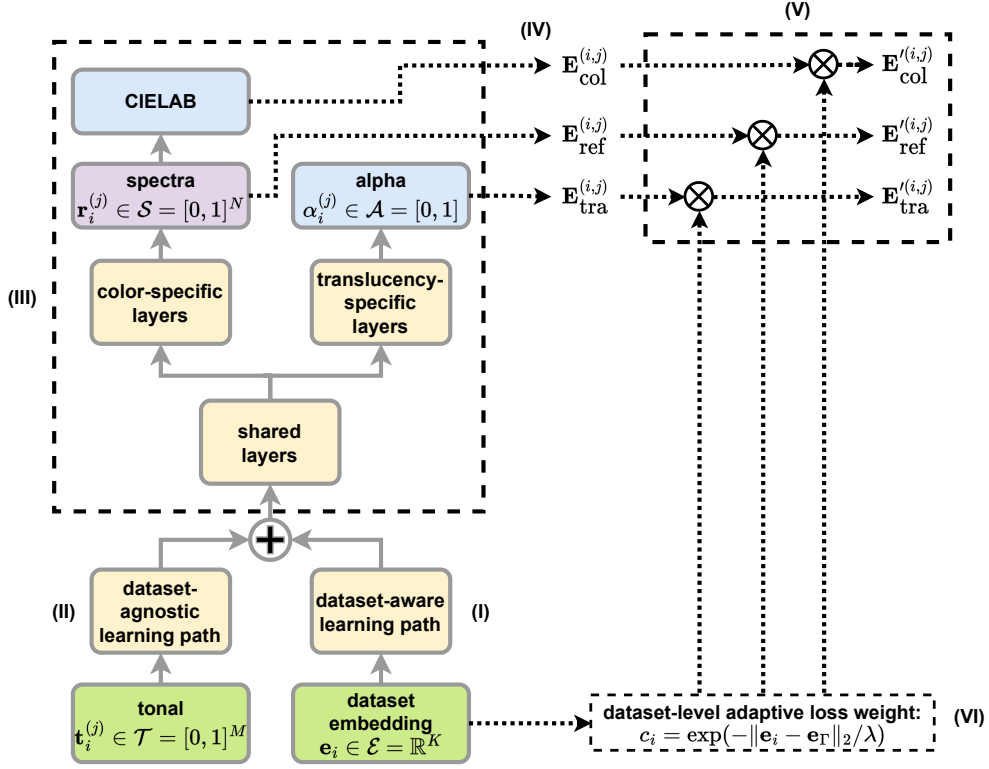 (IV)
(V)
CIELAB
E_col^(i,j)
E′_col^(i,j)
spectra
r_i^(j) ∈ S = [0, 1]^N
alpha
α_i^(j) ∈ A = [0, 1]
E_ref^(i,j)
E′_ref^(i,j)
E_tra^(i,j)
E′_tra^(i,j)
(III)
color-specific
layers
translucency-
specific
layers
shared
layers
+
(II)
dataset-
agnostic
learning path
dataset-aware
learning path
(I)
tonal
t_i^(j) ∈ T = [0, 1]^M
dataset
embedding
e_i ∈ E = ℝ^K
dataset-level adaptive loss weight:
c_i = exp(−‖e_i − e_Γ‖_2/λ)
(VI)